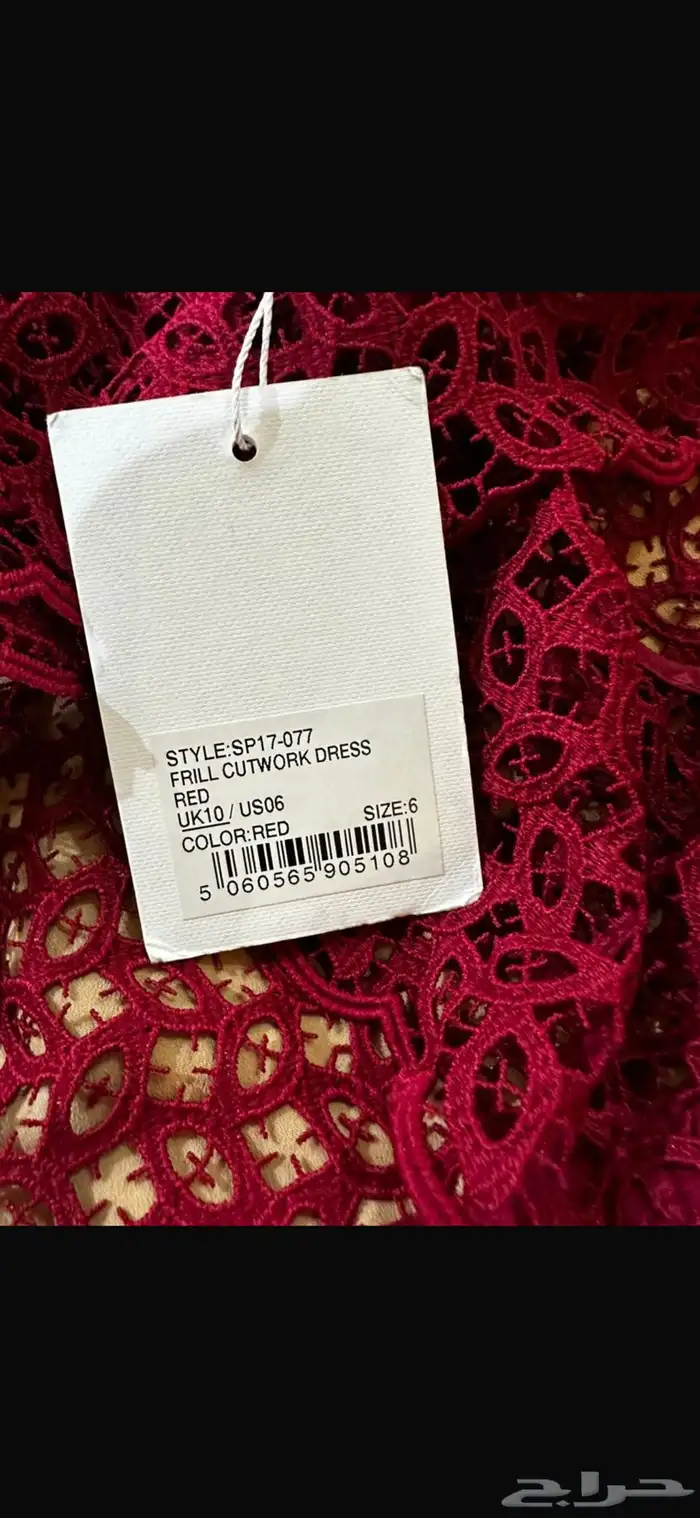 STYLE:SP17-077
FRILL CUTWORK DRESS
RED
UK10 / US06
SIZE:6
COLOR:RED
5 060565 905108
حراج